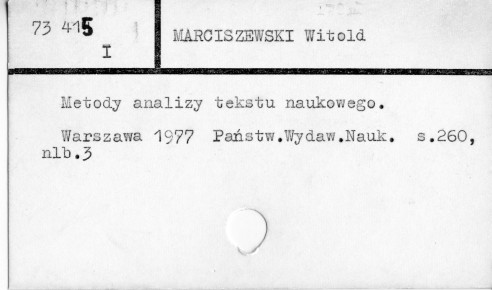 73 415
I
MARCISZEWSKI Witold
Metody analizy tekstu naukowego.
Warszawa 1977 Państw.Wydaw.Nauk. s.260,
nlb.3